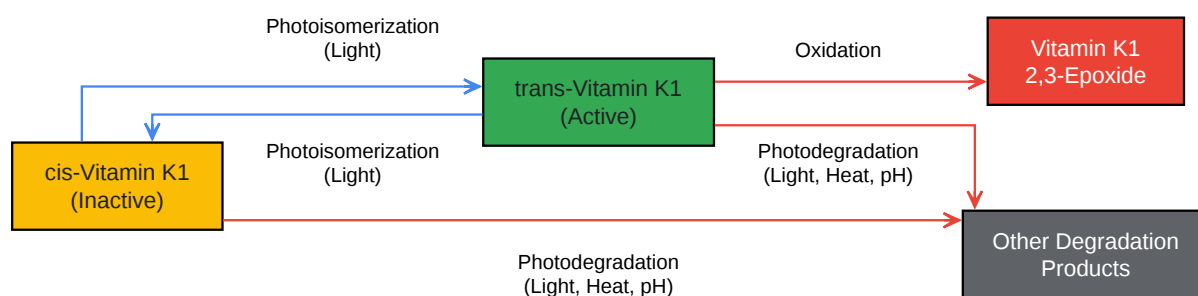 Photoisomerization
(Light)
Oxidation
Vitamin K1
2,3-Epoxide
trans-Vitamin K1
(Active)
cis-Vitamin K1
(Inactive)
Photoisomerization
(Light)
Photodegradation
(Light, Heat, pH)
Other Degradation
Products
Photodegradation
(Light, Heat, pH)